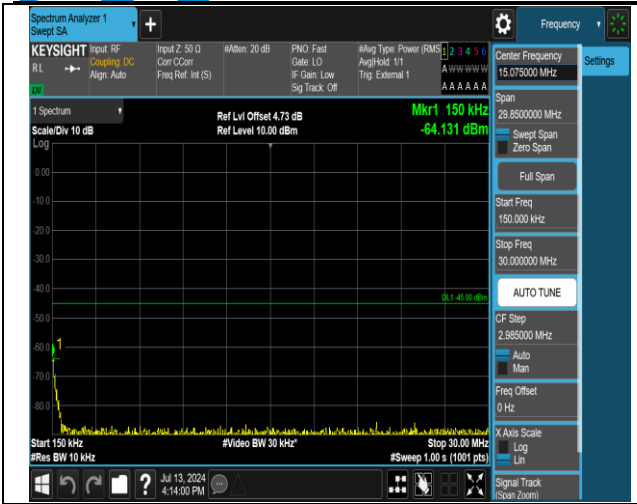 Spectrum Analyzer 1
Swept SA
+
Frequency
KEYSIGHT
RL
LXI
Input: RF
Coupling: DC
Align: Auto
Input Z: 50 Ω
Corr CCorr
Freq Ref: Int (S)
#Atten: 20 dB
PNO: Fast
Gate: LO
IF Gain: Low
Sig Track: Off
#Avg Type: Power (RMS
Avg|Hold: 1/1
Trig: External 1
1 2 3 4 5 6
A W W W W W
A A A A A A
Center Frequency
15.075000 MHz
Settings
Span
29.8500000 MHz
Swept Span
Zero Span
Full Span
Start Freq
150.000 kHz
Stop Freq
30.000000 MHz
AUTO TUNE
CF Step
2.985000 MHz
Auto
Man
Freq Offset
0 Hz
X Axis Scale
Log
Lin
Signal Track
(Span Zoom)
1 Spectrum
Scale/Div 10 dB
Log
Ref Lvl Offset 4.73 dB
Ref Level 10.00 dBm
Mkr1 150 kHz
-64.131 dBm
0.00
-10.0
-20.0
-30.0
-40.0
DL1 -45.00 dBm
-50.0
-60.0
1
-70.0
-80.0
Start 150 kHz
#Res BW 10 kHz
#Video BW 30 kHz*
Stop 30.00 MHz
#Sweep 1.00 s (1001 pts)
?
Jul 13, 2024
4:14:00 PM